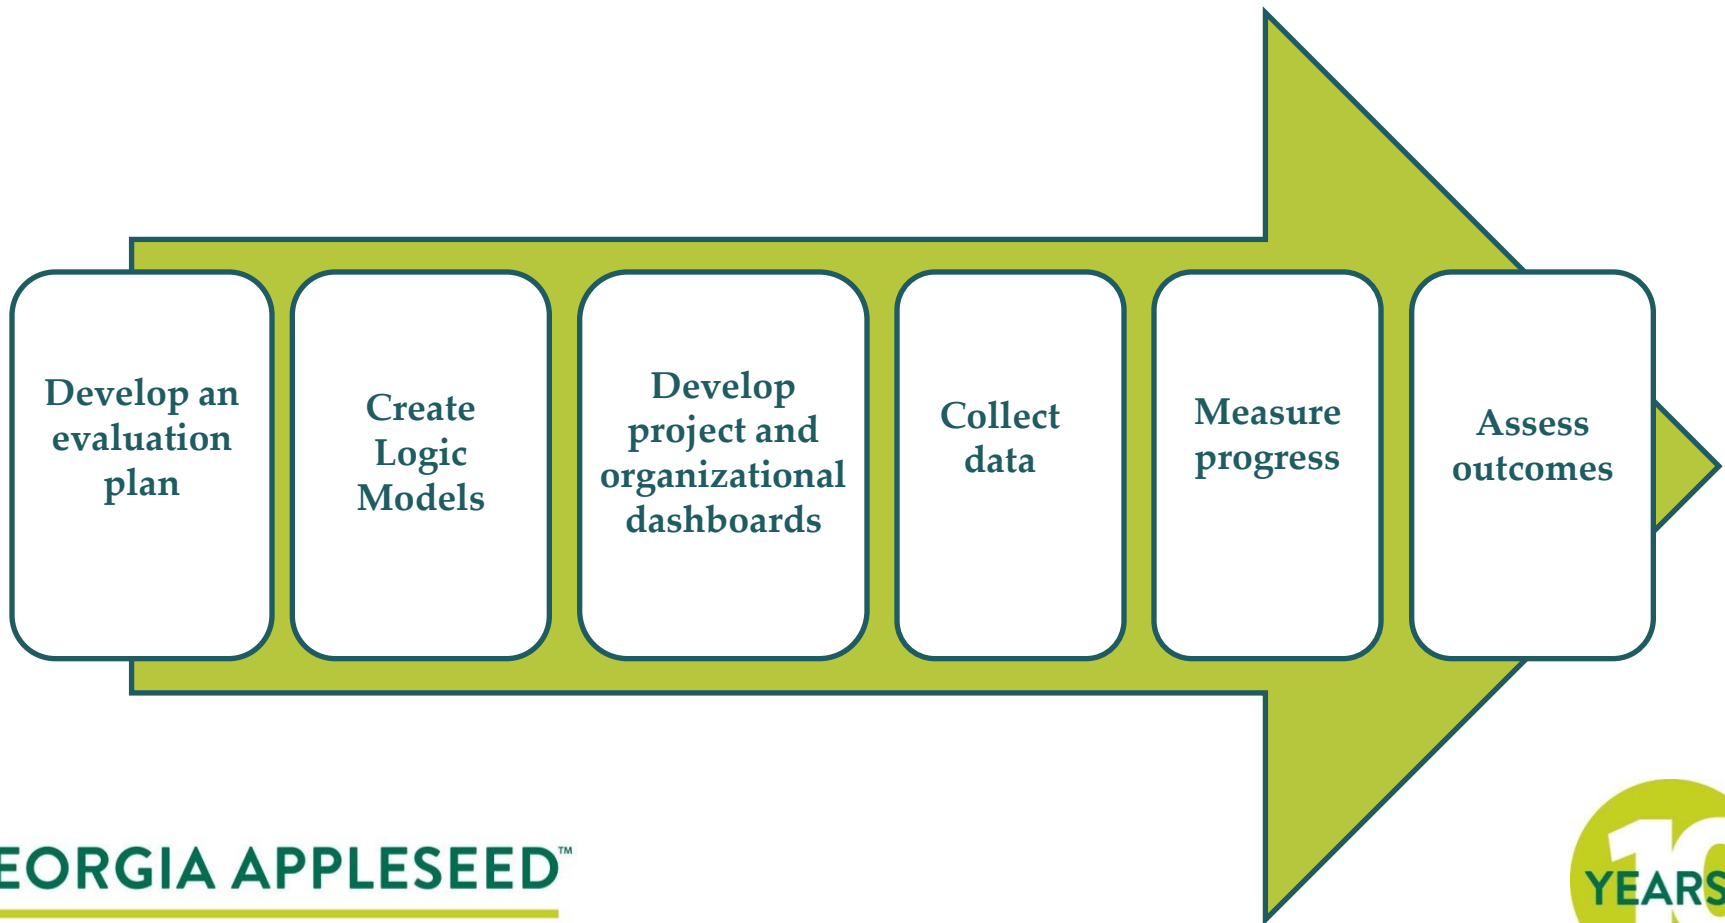 Develop an
evaluation
plan
Create
Logic
Models
Develop
project and
organizational
dashboards
Collect
data
Measure
progress
Assess
outcomes
EORGIA APPLESEED™
10
YEARS